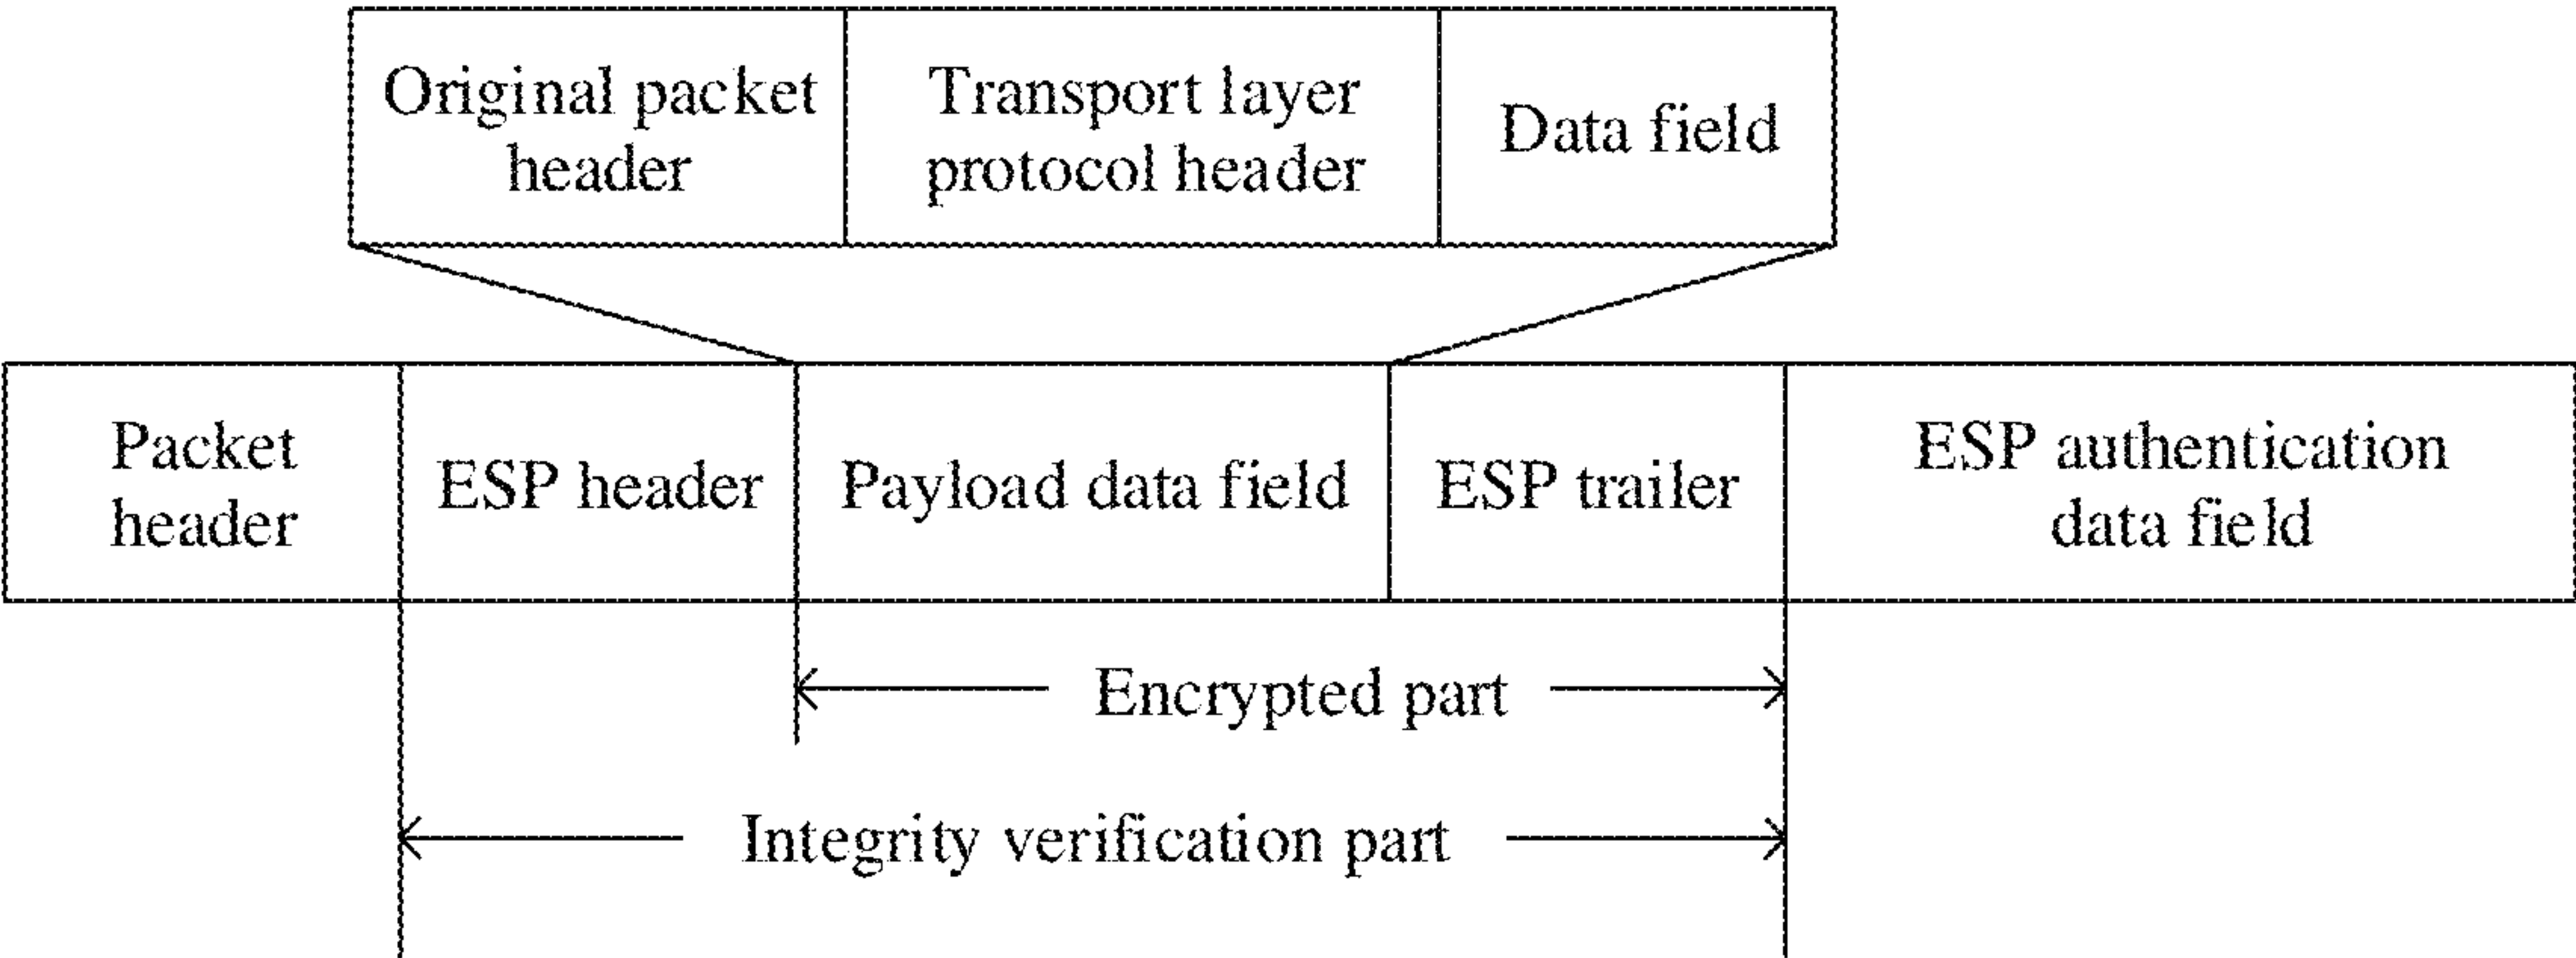 Original packet
header
Transport layer
protocol header
Data field
Packet
header
ESP header
Payload data field
ESP trailer
ESP authentication
data field
Encrypted part
Integrity verification part